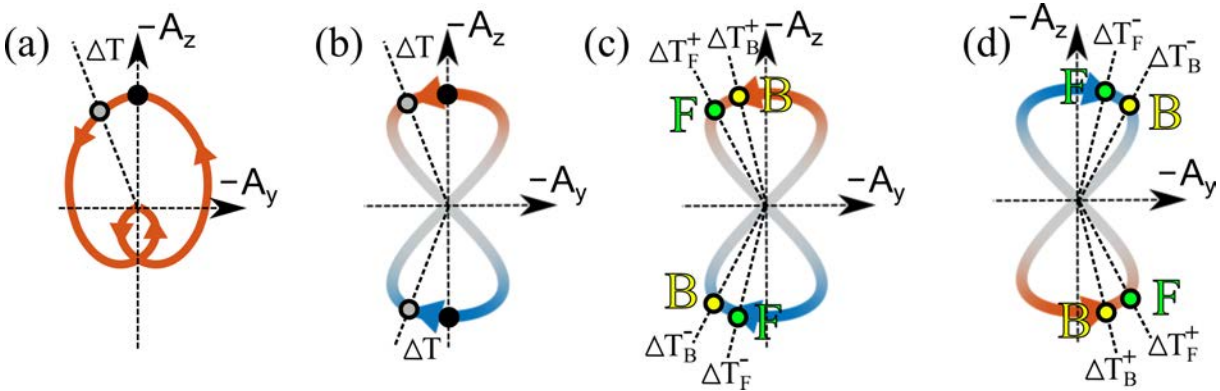 (a)
ΔT
-A_z
-A_y
(b)
ΔT
-A_z
-A_y
ΔT
(c)
ΔT_F^+
ΔT_B^+
-A_z
F
B
-A_y
B
F
ΔT_B^-
ΔT_F^-
(d)
-A_z
ΔT_F^-
ΔT_B^-
F
B
-A_y
B
F
ΔT_B^+
ΔT_F^+